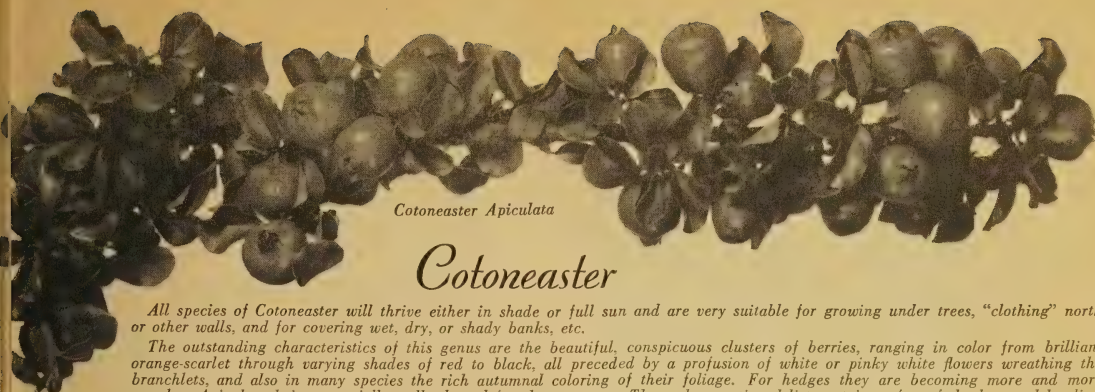 Cotoneaster Apiculata
Cotoneaster
All species of Cotoneaster will thrive either in shade or full sun and are very suitable for growing under trees, “clothing” nort
or other walls, and for covering wet, dry, or shady banks, etc.
The outstanding characteristics of this genus are the beautiful, conspicuous clusters of berries, ranging in color from brillian
orange-scarlet through varying shades of red to black, all preceded by a profusion of white or pinky white flowers wreathing th
branchlets, and also in many species the rich autumnal coloring of their foliage. For hedges they are becoming more and mor